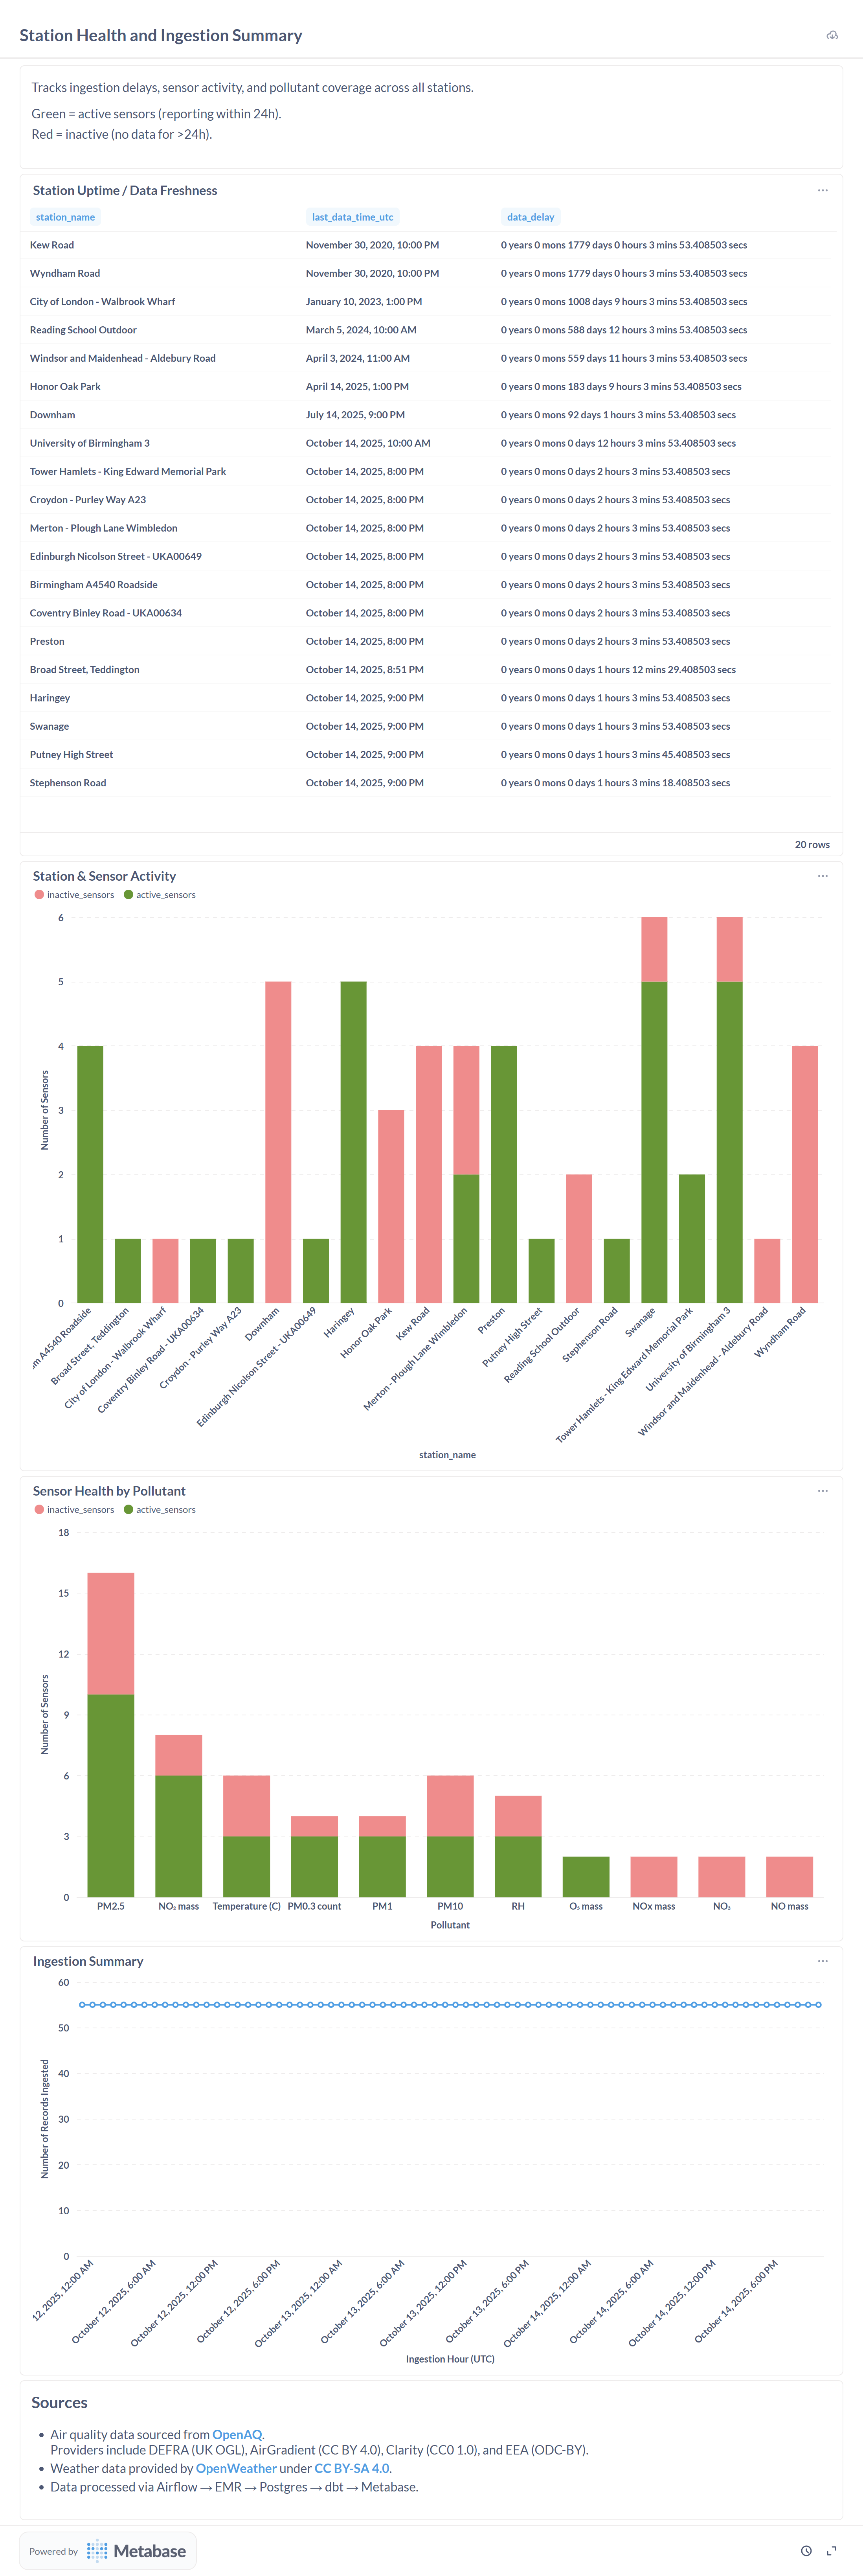 Station Health and Ingestion Summary
Tracks ingestion delays, sensor activity, and pollutant coverage across all stations.
Green = active sensors (reporting within 24h).
Red = inactive (no data for >24h).
Station Uptime / Data Freshness
station_name last_data_time_utc data_delay
Kew Road November 30, 2020, 10:00 PM 0 years 0 mons 1779 days 0 hours 3 mins 53.408503 secs
Wyndham Road November 30, 2020, 10:00 PM 0 years 0 mons 1779 days 0 hours 3 mins 53.408503 secs
City of London - Walbrook Wharf January 10, 2023, 1:00 PM 0 years 0 mons 1008 days 9 hours 3 mins 53.408503 secs
Reading School Outdoor March 5, 2024, 10:00 AM 0 years 0 mons 588 days 12 hours 3 mins 53.408503 secs
Windsor and Maidenhead - Aldebury Road April 3, 2024, 11:00 AM 0 years 0 mons 559 days 11 hours 3 mins 53.408503 secs
Honor Oak Park April 14, 2025, 1:00 PM 0 years 0 mons 183 days 9 hours 3 mins 53.408503 secs
Downham July 14, 2025, 9:00 PM 0 years 0 mons 92 days 1 hours 3 mins 53.408503 secs
University of Birmingham 3 October 14, 2025, 10:00 AM 0 years 0 mons 0 days 12 hours 3 mins 53.408503 secs
Tower Hamlets - King Edward Memorial Park October 14, 2025, 8:00 PM 0 years 0 mons 0 days 2 hours 3 mins 53.408503 secs
Croydon - Purley Way A23 October 14, 2025, 8:00 PM 0 years 0 mons 0 days 2 hours 3 mins 53.408503 secs
Merton - Plough Lane Wimbledon October 14, 2025, 8:00 PM 0 years 0 mons 0 days 2 hours 3 mins 53.408503 secs
Edinburgh Nicolson Street - UKA00649 October 14, 2025, 8:00 PM 0 years 0 mons 0 days 2 hours 3 mins 53.408503 secs
Birmingham A4540 Roadside October 14, 2025, 8:00 PM 0 years 0 mons 0 days 2 hours 3 mins 53.408503 secs
Coventry Binley Road - UKA00634 October 14, 2025, 8:00 PM 0 years 0 mons 0 days 2 hours 3 mins 53.408503 secs
Preston October 14, 2025, 8:00 PM 0 years 0 mons 0 days 2 hours 3 mins 53.408503 secs
Broad Street, Teddington October 14, 2025, 8:51 PM 0 years 0 mons 0 days 1 hours 12 mins 29.408503 secs
Haringey October 14, 2025, 9:00 PM 0 years 0 mons 0 days 1 hours 3 mins 53.408503 secs
Swanage October 14, 2025, 9:00 PM 0 years 0 mons 0 days 1 hours 3 mins 53.408503 secs
Putney High Street October 14, 2025, 9:00 PM 0 years 0 mons 0 days 1 hours 3 mins 45.408503 secs
Stephenson Road October 14, 2025, 9:00 PM 0 years 0 mons 0 days 1 hours 3 mins 18.408503 secs
20 rows
Station & Sensor Activity
inactive_sensors active_sensors
6
5
4
3
2
1
0
Number of Sensors
...m A4540 Roadside
Broad Street, Teddington
City of London - Walbrook Wharf
Coventry Binley Road - UKA00634
Croydon - Purley Way A23
Downham
Edinburgh Nicolson Street - UKA00649
Haringey
Honor Oak Park
Kew Road
Merton - Plough Lane Wimbledon
Preston
Putney High Street
Reading School Outdoor
Stephenson Road
Swanage
Tower Hamlets - King Edward Memorial Park
University of Birmingham 3
Windsor and Maidenhead - Aldebury Road
Wyndham Road
station_name
Sensor Health by Pollutant
inactive_sensors active_sensors
18
15
12
9
6
3
0
Number of Sensors
PM2.5 NO₂ mass Temperature (C) PM0.3 count PM1 PM10 RH O₃ mass NOx mass NO₂ NO mass
Pollutant
Ingestion Summary
60
50
40
30
20
10
0
Number of Records Ingested
12, 2025, 12:00 AM
October 12, 2025, 6:00 AM
October 12, 2025, 12:00 PM
October 12, 2025, 6:00 PM
October 13, 2025, 12:00 AM
October 13, 2025, 6:00 AM
October 13, 2025, 12:00 PM
October 13, 2025, 6:00 PM
October 14, 2025, 12:00 AM
October 14, 2025, 6:00 AM
October 14, 2025, 12:00 PM
October 14, 2025, 6:00 PM
Ingestion Hour (UTC)
Sources
• Air quality data sourced from OpenAQ.
Providers include DEFRA (UK OGL), AirGradient (CC BY 4.0), Clarity (CC0 1.0), and EEA (ODC-BY).
• Weather data provided by OpenWeather under CC BY-SA 4.0.
• Data processed via Airflow → EMR → Postgres → dbt → Metabase.
Powered by Metabase